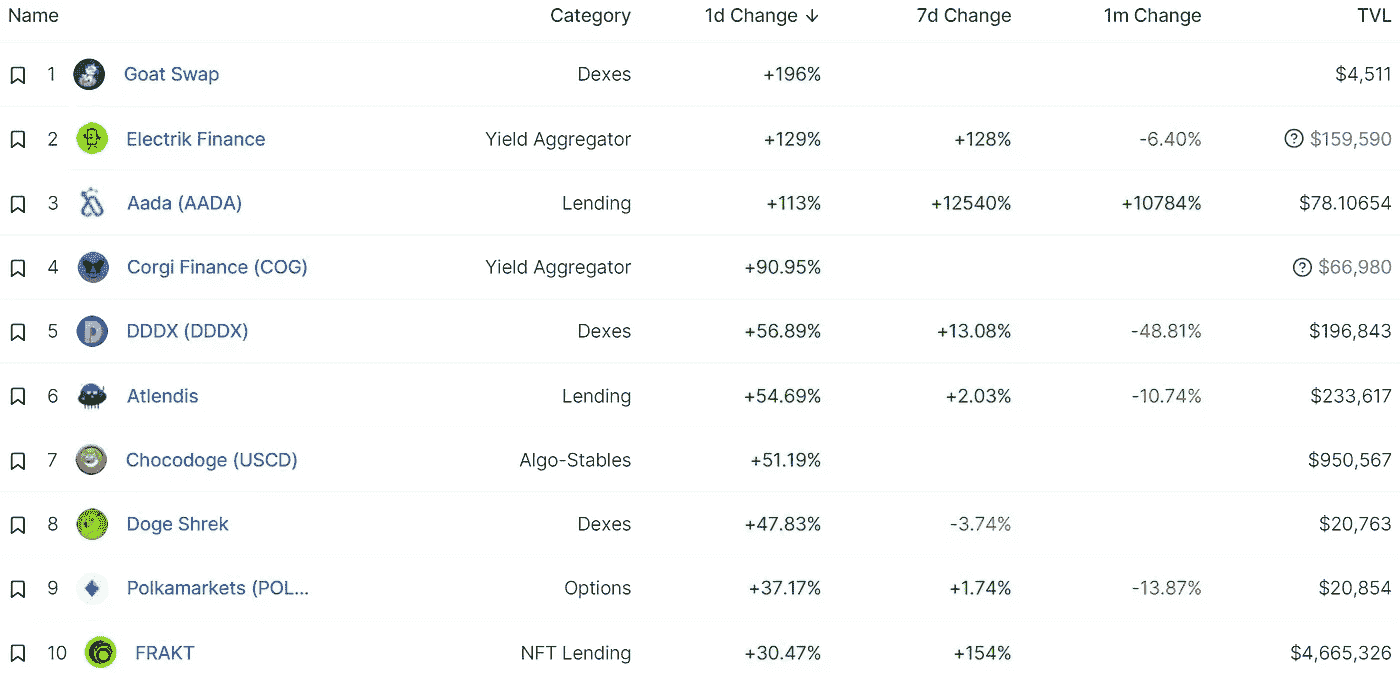 Name Category 1d Change ↓ 7d Change 1m Change TVL
1 Goat Swap Dexes +196% $4,511
2 Electrik Finance Yield Aggregator +129% +128% -6.40% ? $159,590
3 Aada (AADA) Lending +113% +12540% +10784% $78.10654
4 Corgi Finance (COG) Yield Aggregator +90.95% ? $66,980
5 DDDX (DDDX) Dexes +56.89% +13.08% -48.81% $196,843
6 Atlendis Lending +54.69% +2.03% -10.74% $233,617
7 Chocodoge (USCD) Algo-Stables +51.19% $950,567
8 Doge Shrek Dexes +47.83% -3.74% $20,763
9 Polkamarkets (POL... Options +37.17% +1.74% -13.87% $20,854
10 FRAKT NFT Lending +30.47% +154% $4,665,326